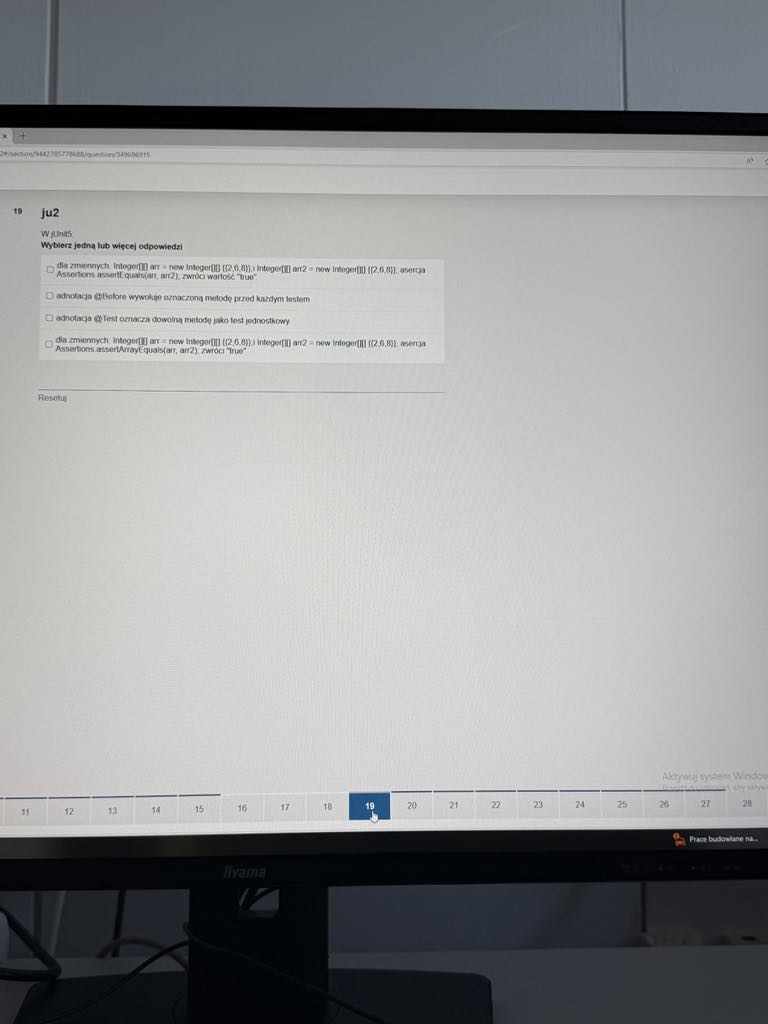 × +
2#/section/9442785778688/question/349686915
19 ju2
W jUnit5
Wybierz jedną lub więcej odpowiedzi
dla zmiennych: Integer[][] arr = new Integer[][] {{2,6,8}};i Integer[][] arr2 = new Integer[][] {{2,6,8}}; asercja
Assertions.assertEquals(arr, arr2); zwróci wartość "true"
adnotacja @Before wywołuje oznaczoną metodę przed każdym testem
adnotacja @Test oznacza dowolną metodę jako test jednostkowy
dla zmiennych: Integer[][] arr = new Integer[][] {{2,6,8}};i Integer[][] arr2 = new Integer[][] {{2,6,8}}; asercja
Assertions.assertArrayEquals(arr, arr2); zwróci "true"
Resetuj
Aktywuj system Window
11 12 13 14 15 16 17 18 19 20 21 22 23 24 25 26 27 28
Prace budowlane na...
iiyama